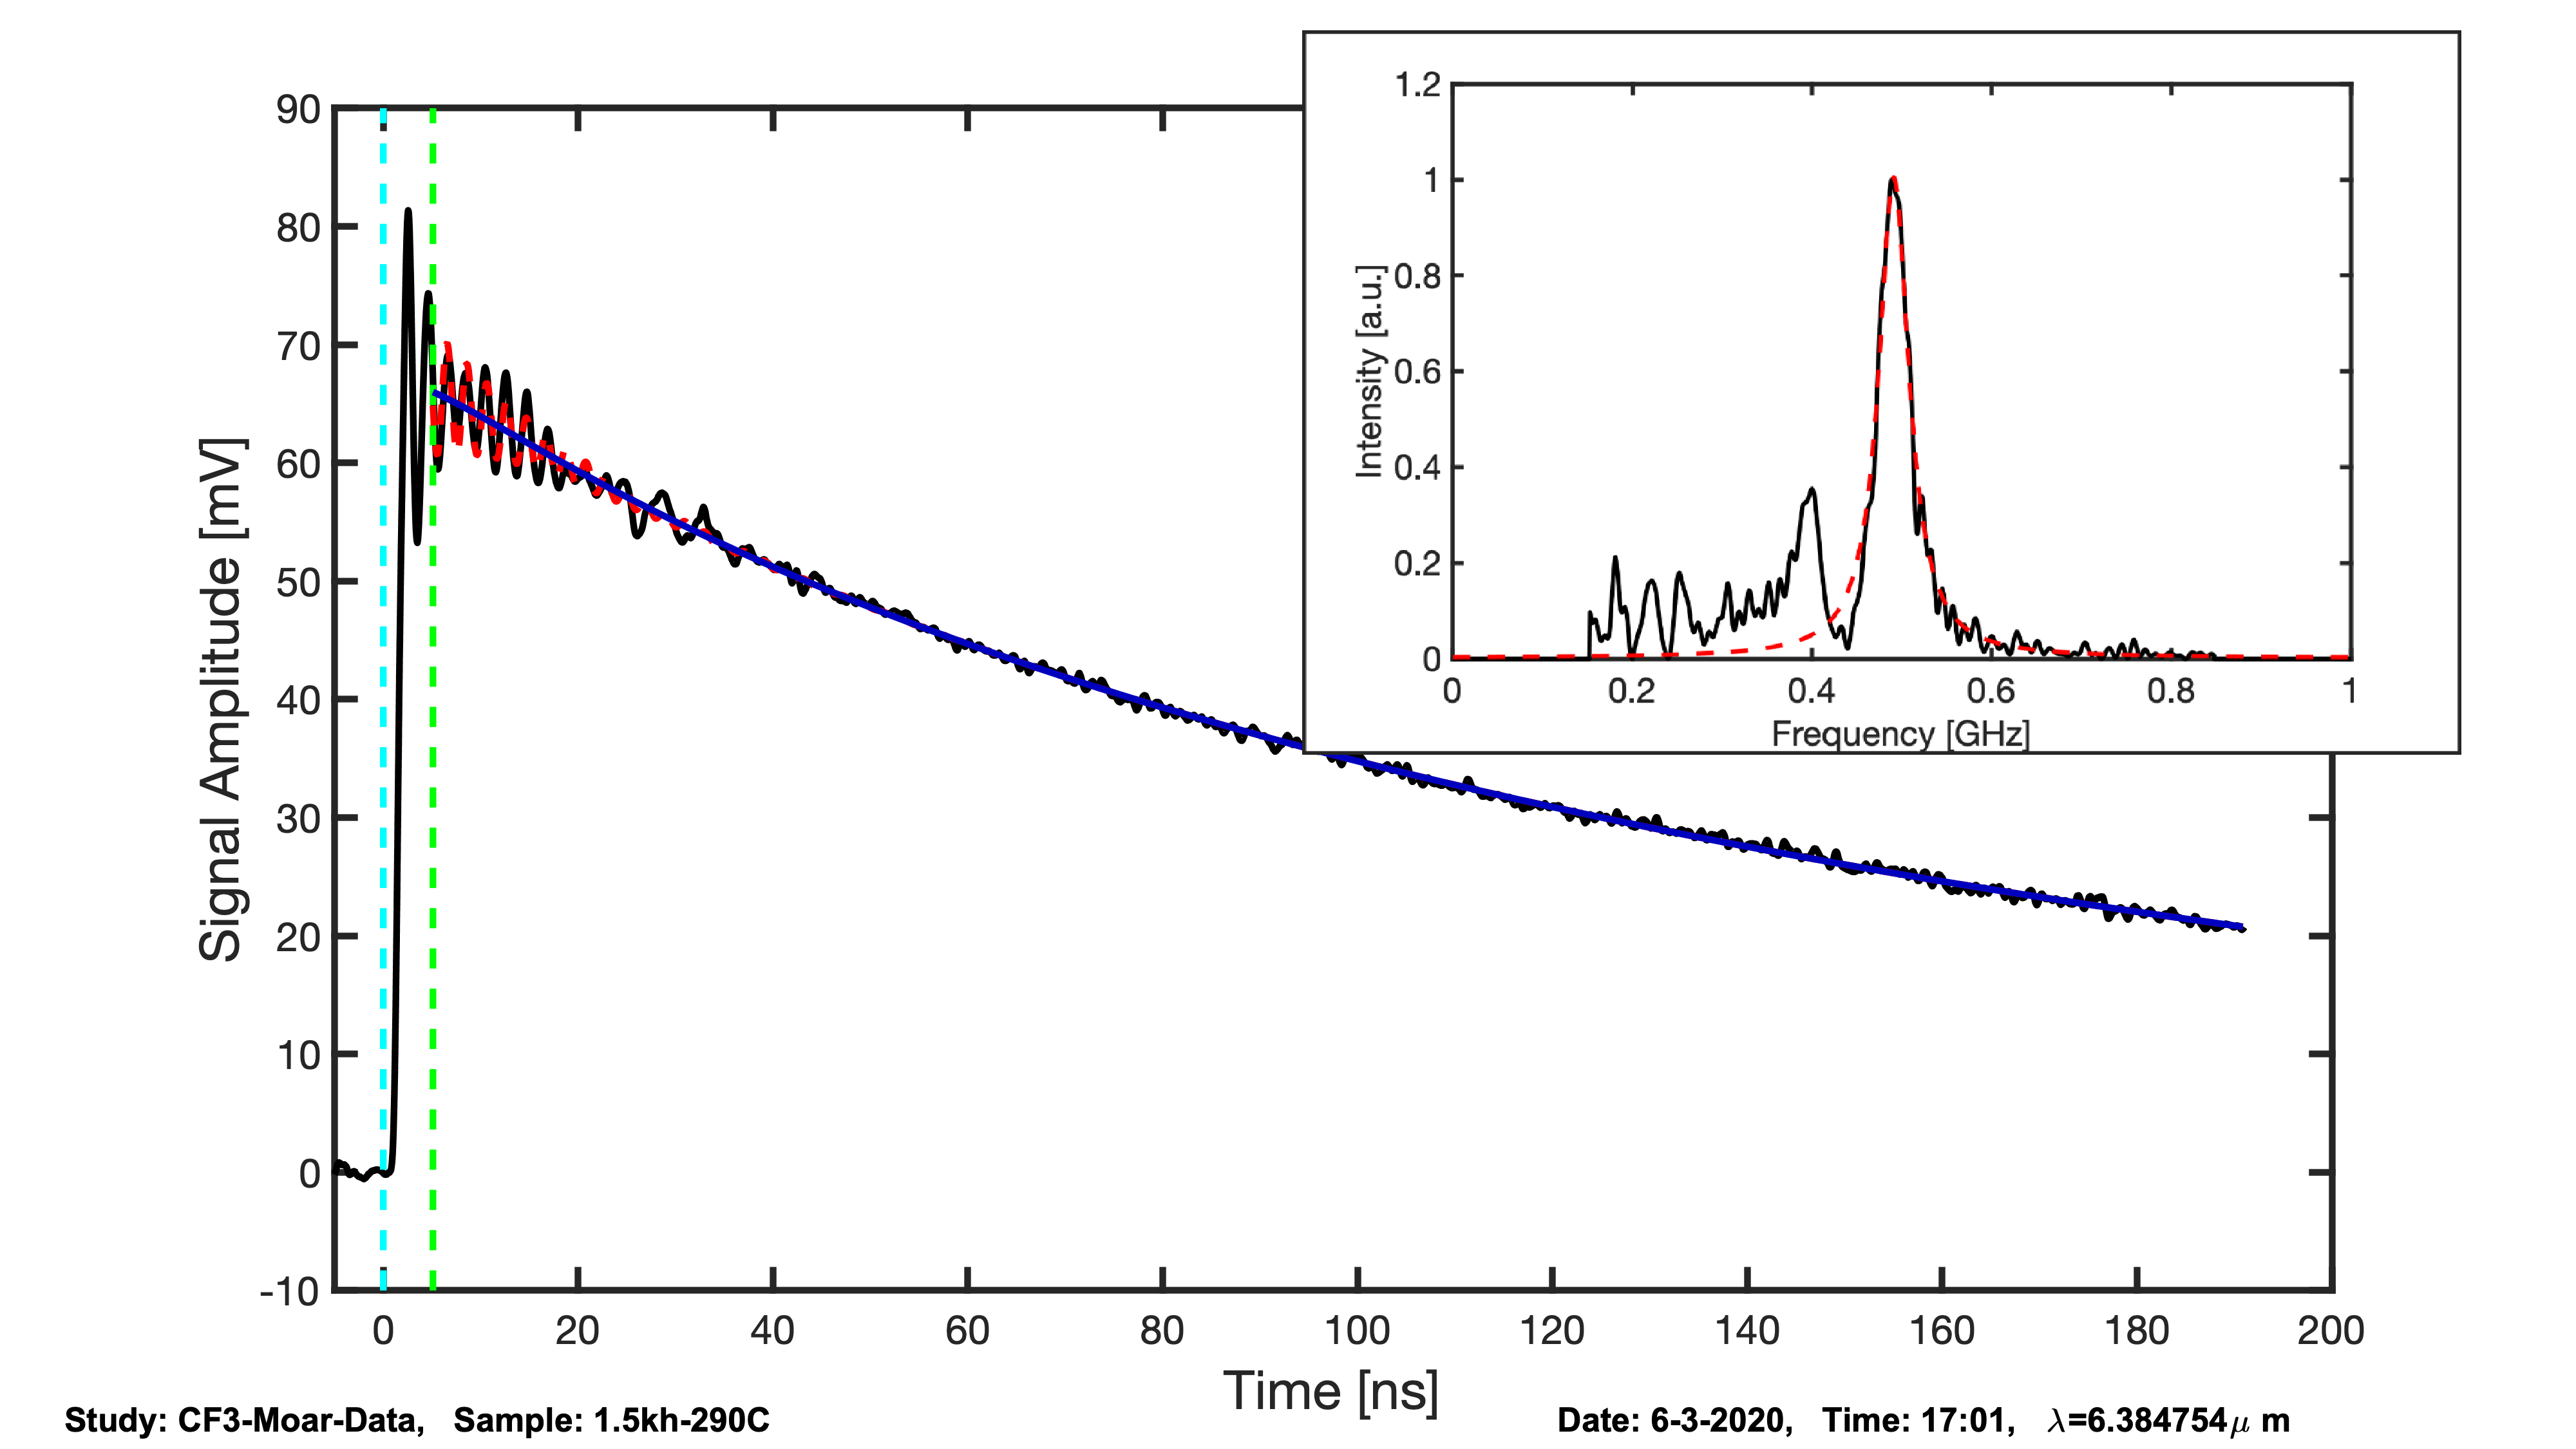 1.2
1
0.8
0.6
0.4
0.2
0
Intensity [a.u.]
0 0.2 0.4 0.6 0.8 1
Frequency [GHz]
90
80
70
60
50
40
30
20
10
0
-10
Signal Amplitude [mV]
0 20 40 60 80 100 120 140 160 180 200
Time [ns]
Study: CF3-Moar-Data, Sample: 1.5kh-290C
Date: 6-3-2020, Time: 17:01, λ=6.384754μ m